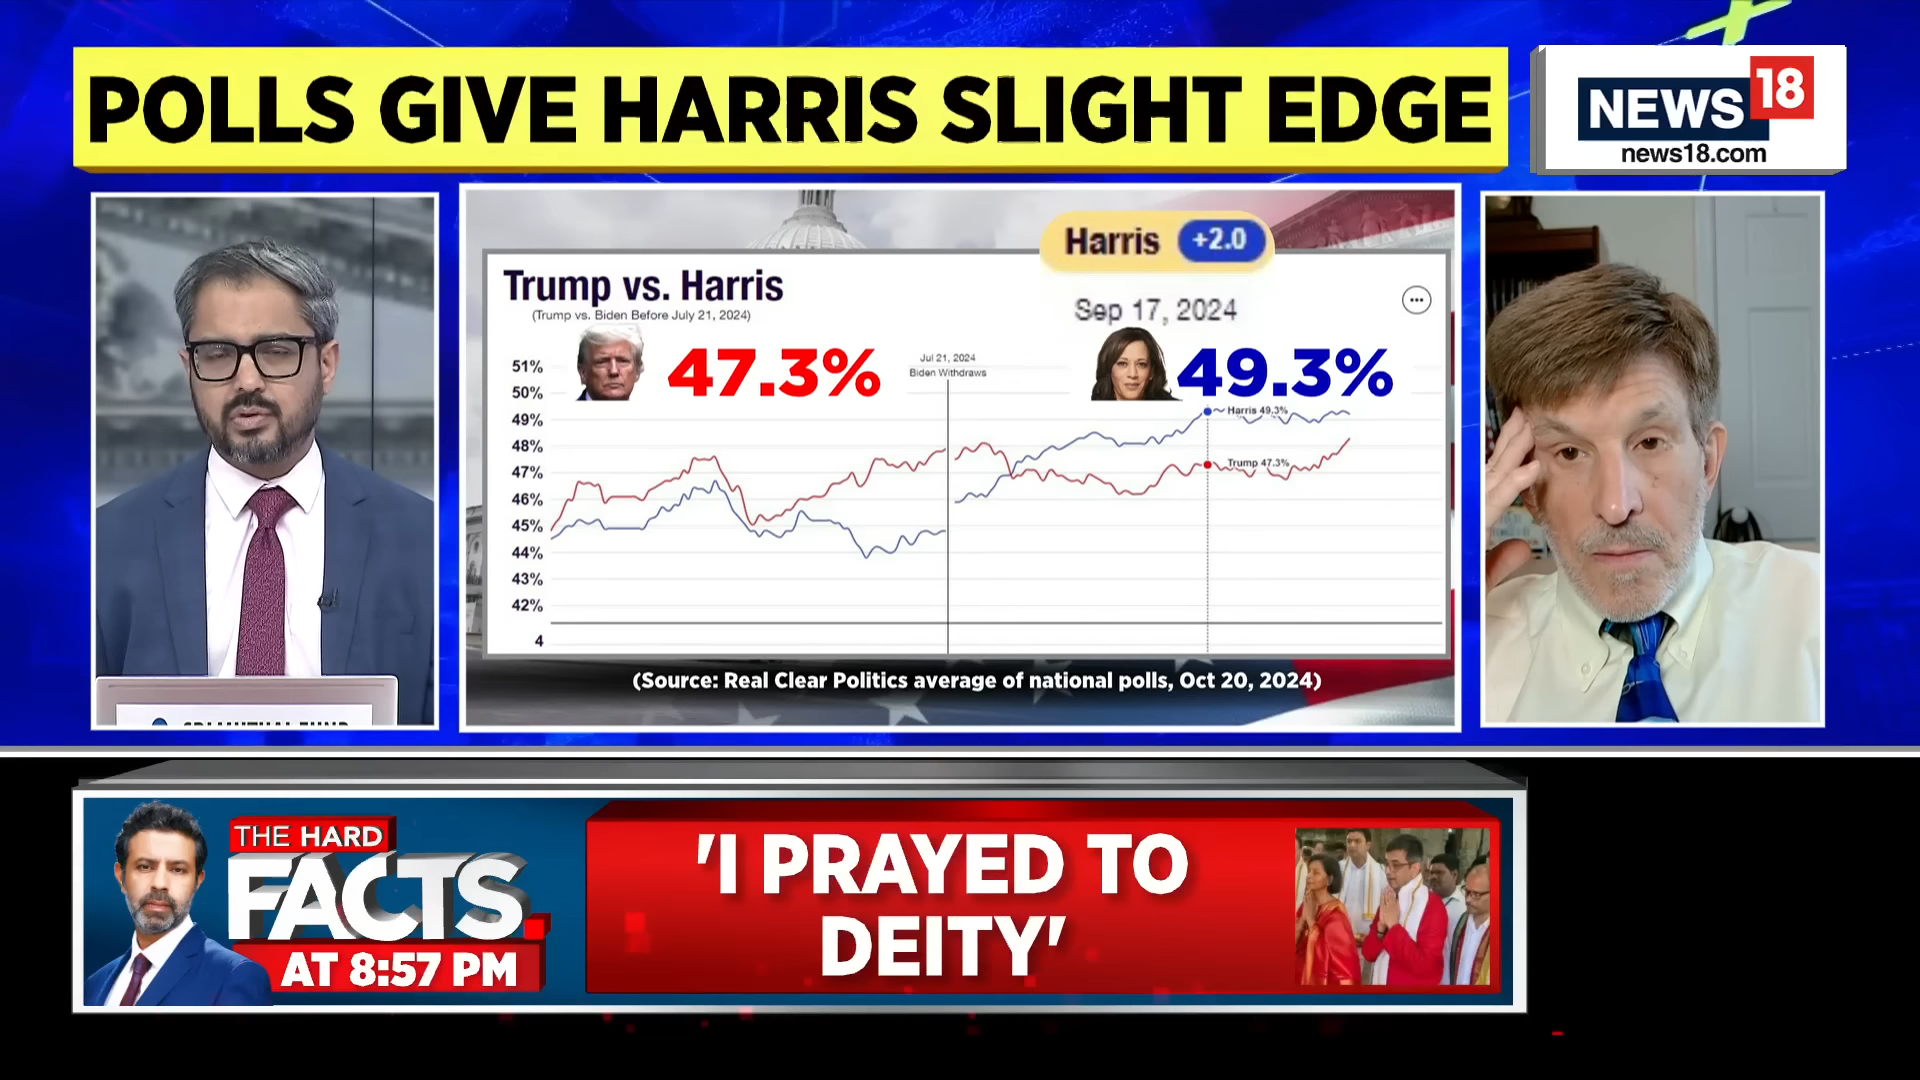 POLLS GIVE HARRIS SLIGHT EDGE
NEWS 18
news18.com
Harris +2.0
Trump vs. Harris
(Trump vs. Biden Before July 21, 2024)
Sep 17, 2024
47.3%
Jul 21, 2024
Biden Withdraws
49.3%
51%
50%
49%
48%
47%
46%
45%
44%
43%
42%
4
Harris 49.3%
Trump 47.3%
(Source: Real Clear Politics average of national polls, Oct 20, 2024)
THE HARD
FACTS.
AT 8:57 PM
'I PRAYED TO
DEITY'